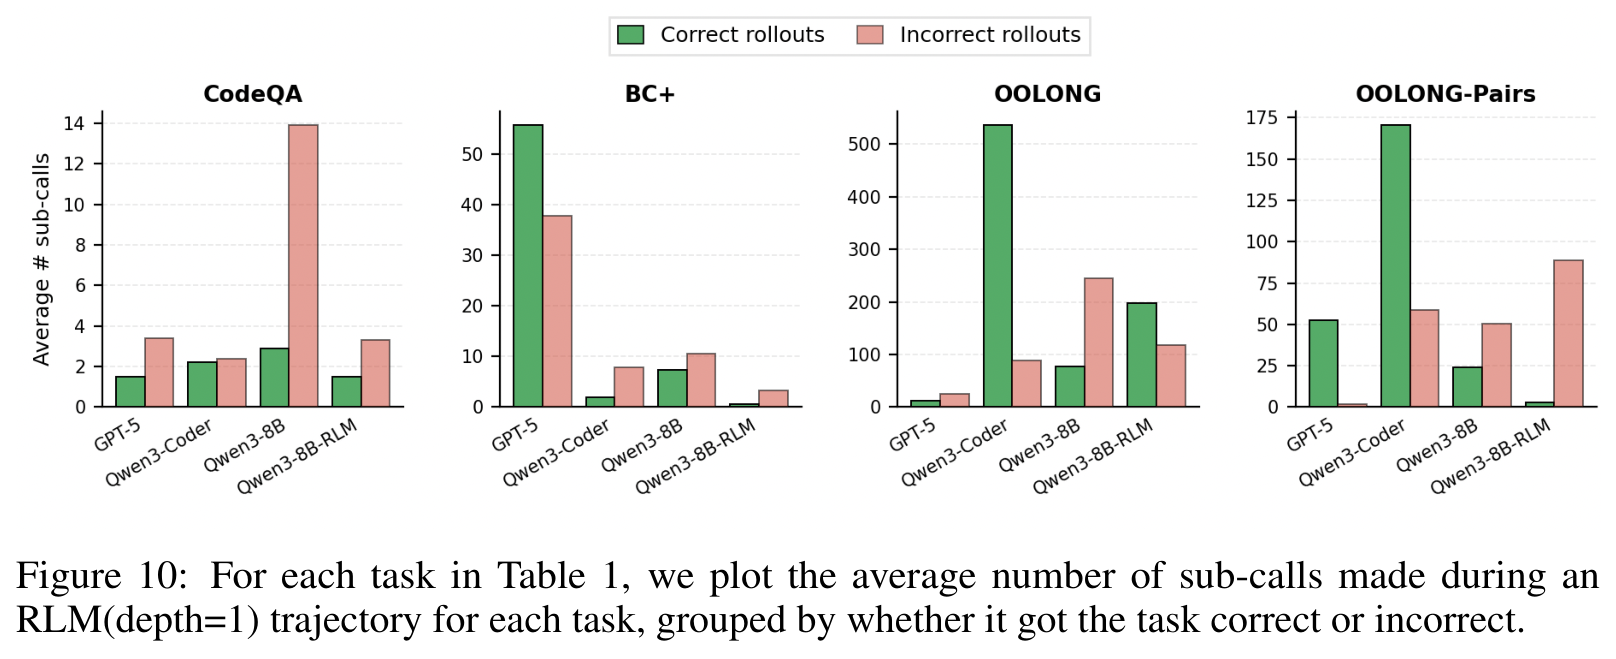 Correct rollouts
Incorrect rollouts
CodeQA
Average # sub-calls
14
12
10
8
6
4
2
0
GPT-5
Qwen3-Coder
Qwen3-8B
Qwen3-8B-RLM
BC+
50
40
30
20
10
0
GPT-5
Qwen3-Coder
Qwen3-8B
Qwen3-8B-RLM
OOLONG
500
400
300
200
100
0
GPT-5
Qwen3-Coder
Qwen3-8B
Qwen3-8B-RLM
OOLONG-Pairs
175
150
125
100
75
50
25
0
GPT-5
Qwen3-Coder
Qwen3-8B
Qwen3-8B-RLM
Figure 10: For each task in Table 1, we plot the average number of sub-calls made during an
RLM(depth=1) trajectory for each task, grouped by whether it got the task correct or incorrect.